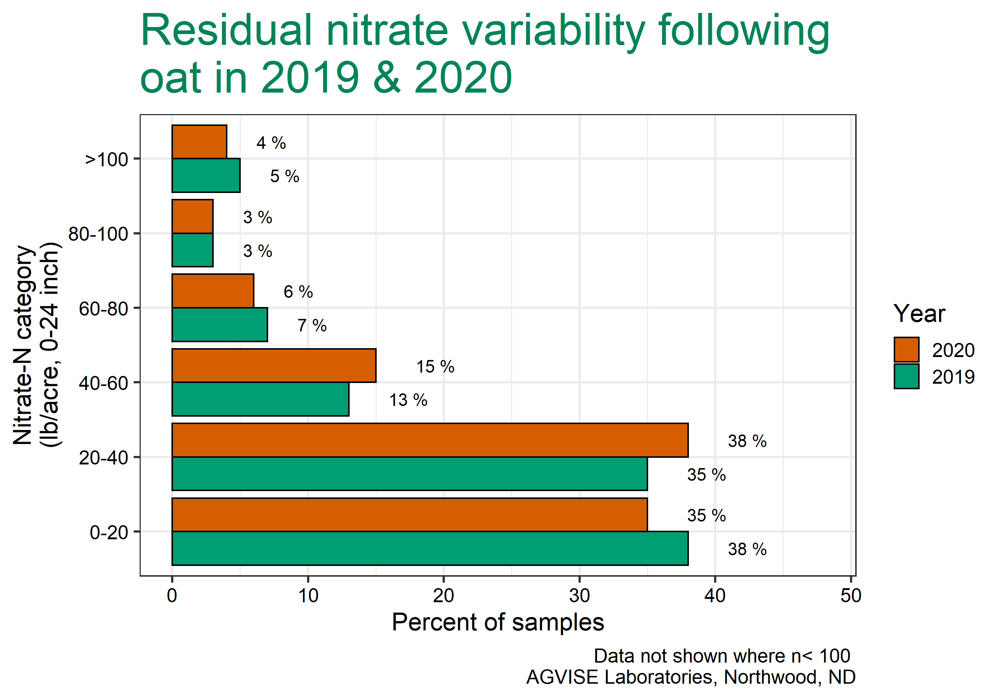 Residual nitrate variability following
oat in 2019 & 2020
Nitrate-N category
(lb/acre, 0-24 inch)
>100
4 %
5 %
80-100
3 %
3 %
60-80
6 %
7 %
40-60
15 %
13 %
20-40
38 %
35 %
0-20
35 %
38 %
0 10 20 30 40 50
Percent of samples
Year
2020
2019
Data not shown where n< 100
AGVISE Laboratories, Northwood, ND